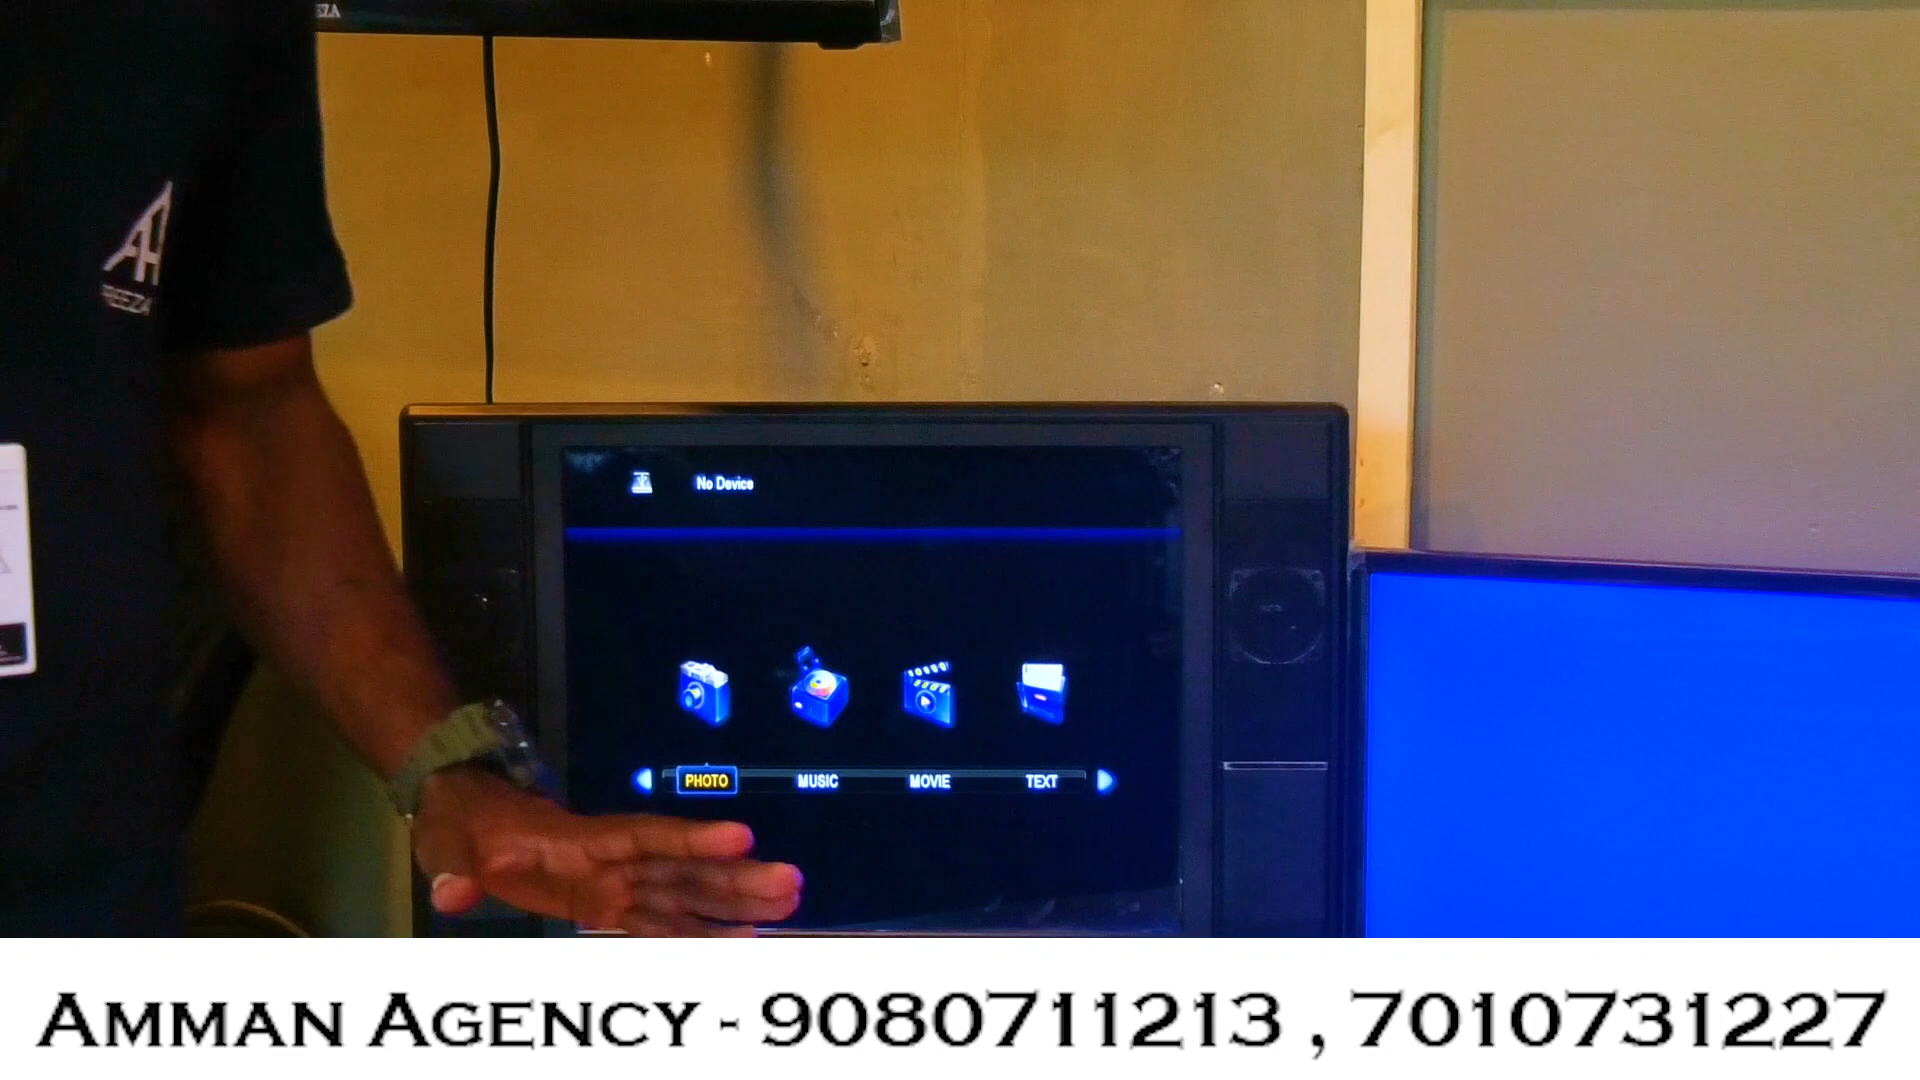 No Device
PHOTO MUSIC MOVIE TEXT
AMMAN AGENCY - 9080711213 , 7010731227